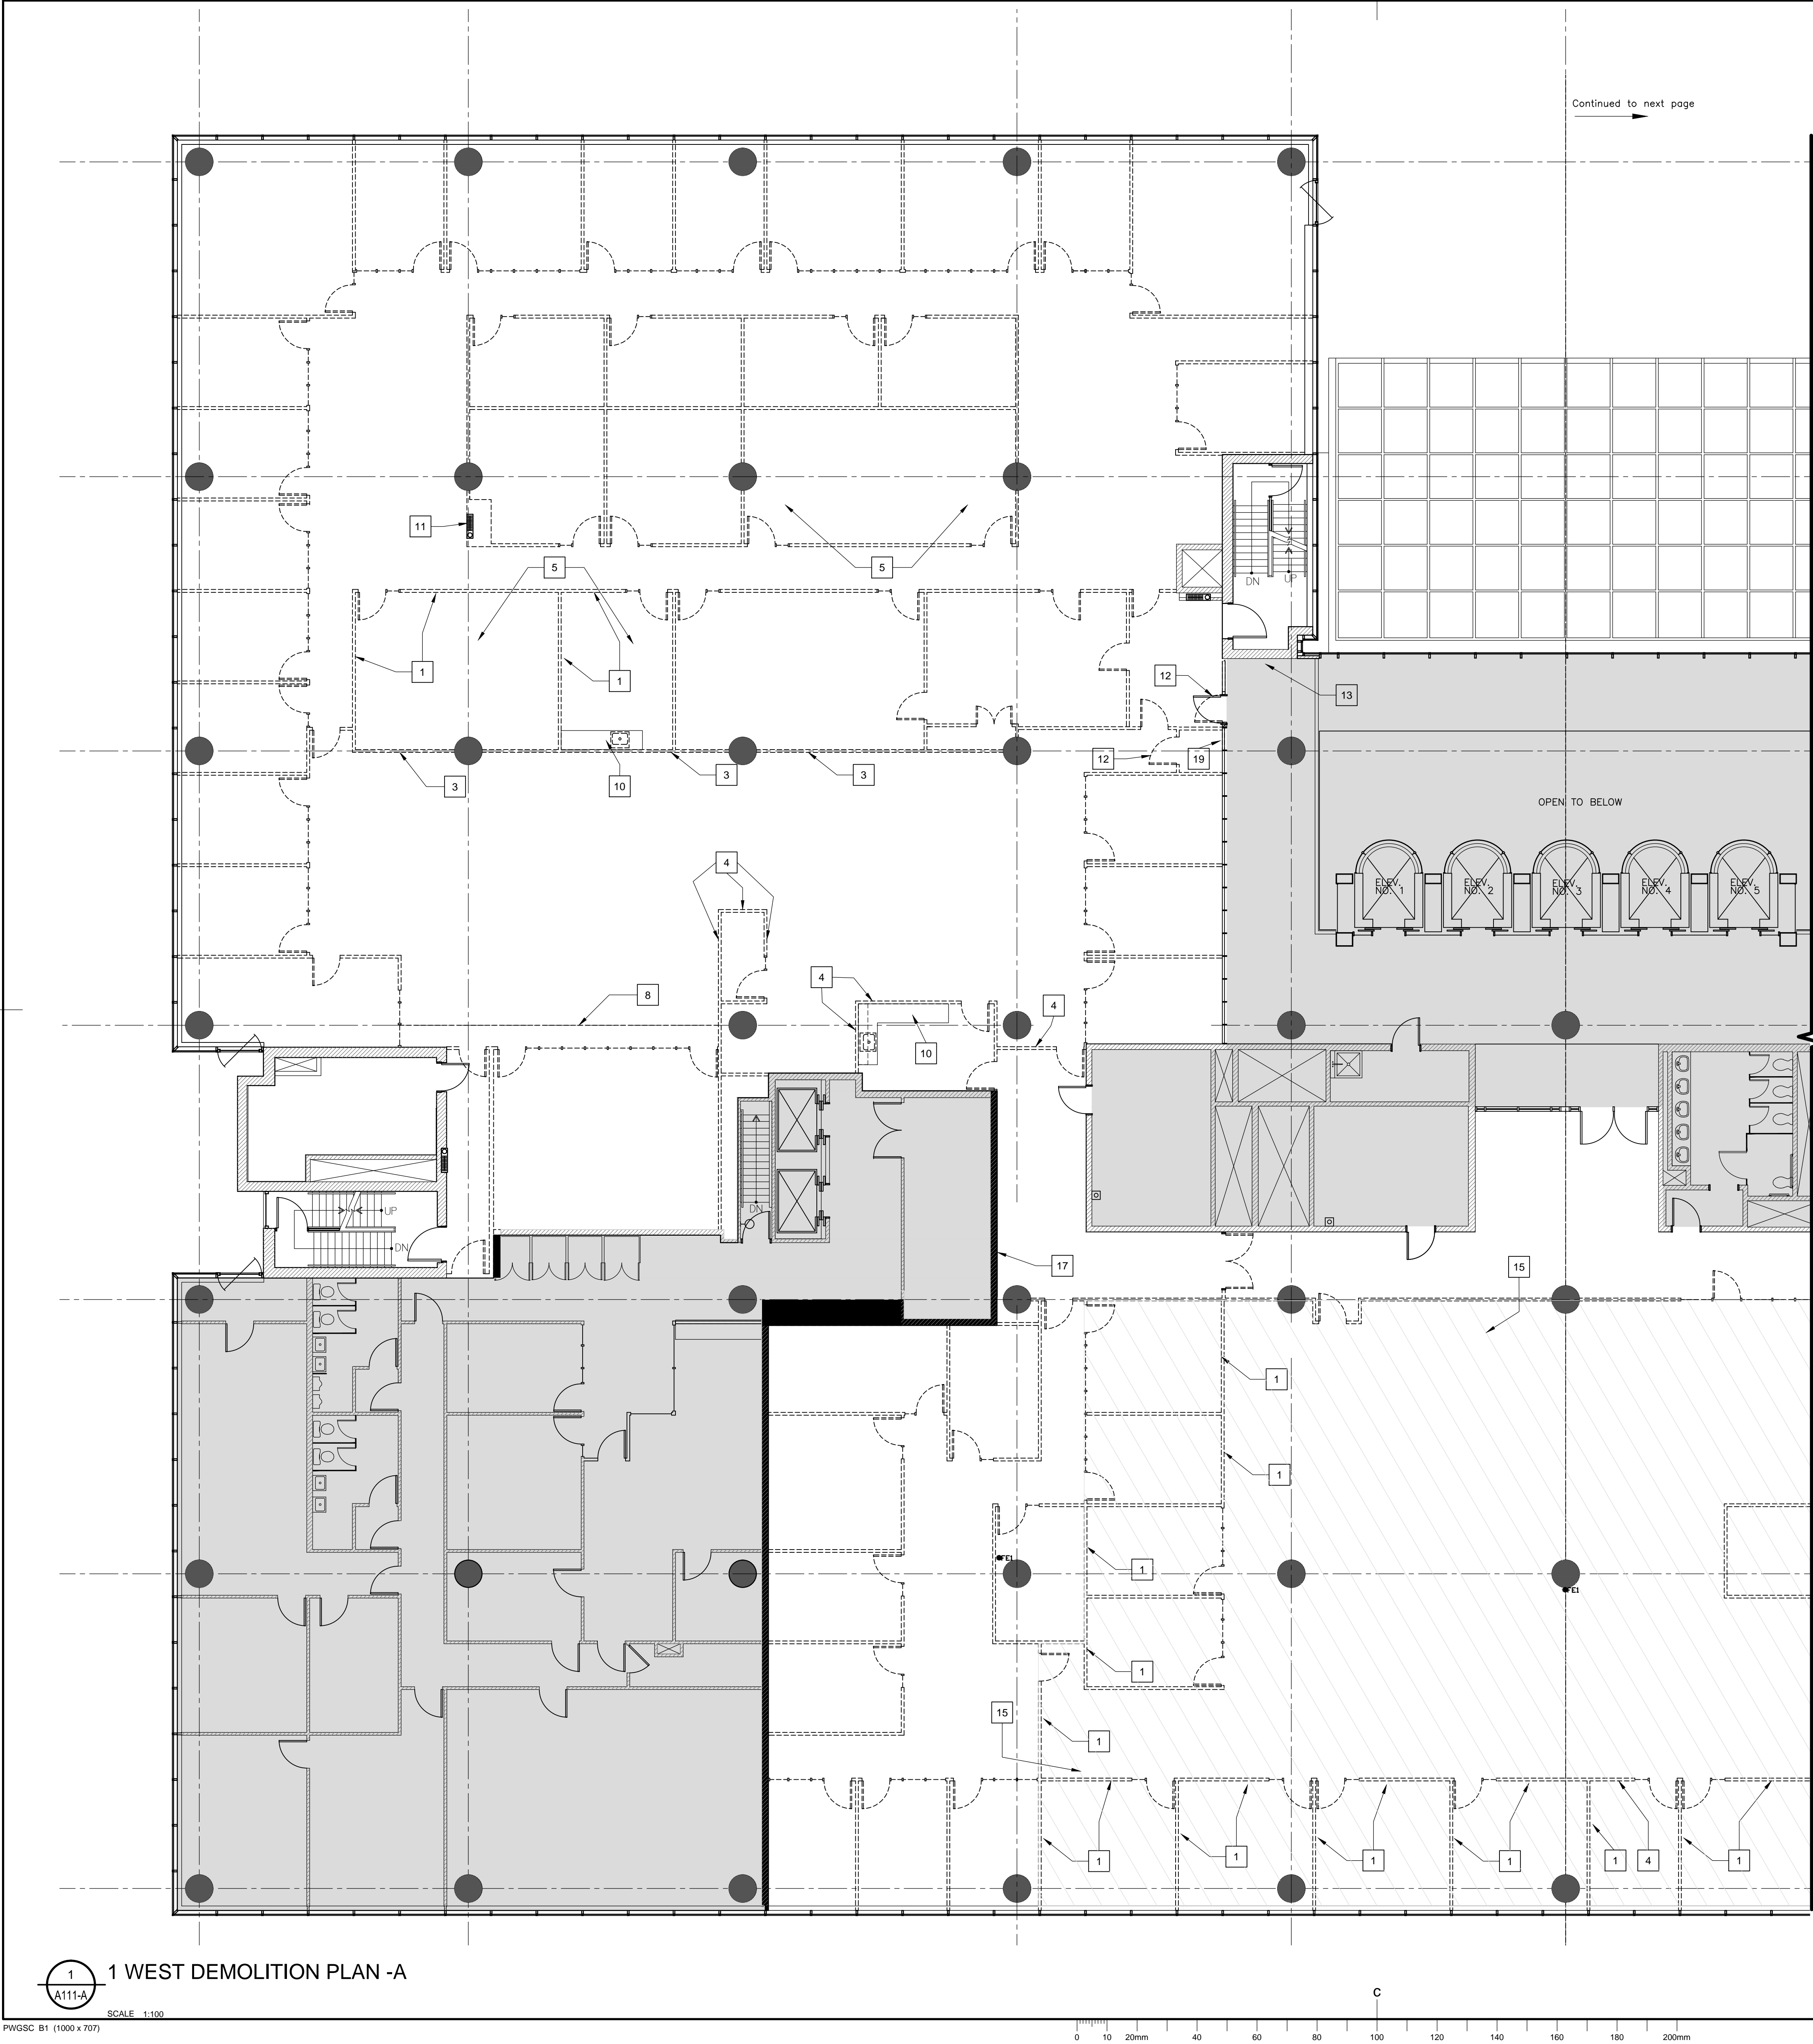 Continued to next page
11
5
5
DN
UP
1
1
12
13
3
10
3
3
12
19
OPEN TO BELOW
4
ELEV.
NO. 1
ELEV.
NO. 2
ELEV.
NO. 3
ELEV.
NO. 4
ELEV.
NO. 5
8
4
4
10
UP
DN
DN
17
15
1
1
FE1
1
FE1
1
15
1
1
1
1
1
1
4
1
1
A111-A
1 WEST DEMOLITION PLAN -A
SCALE 1:100
C
PWGSC B1 (1000 x 707)
0 10 20mm 40 60 80 100 120 140 160 180 200mm